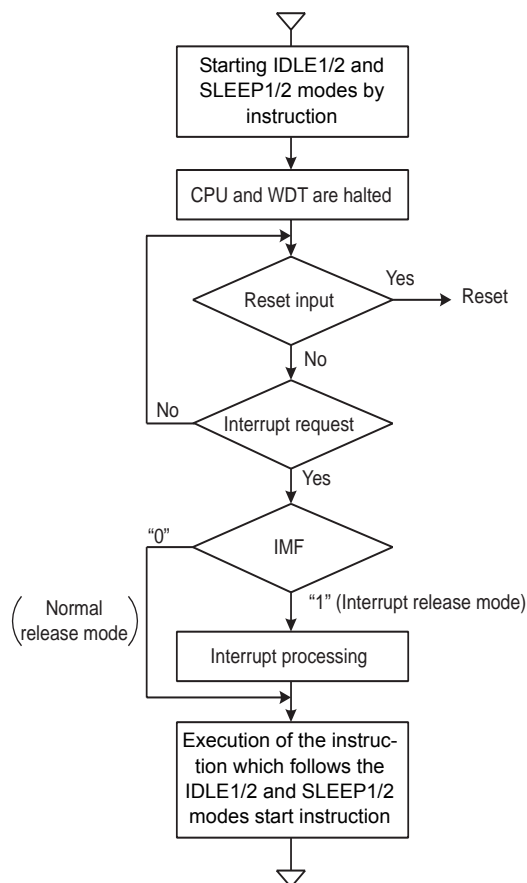 Starting IDLE1/2 and
SLEEP1/2 modes by
instruction
CPU and WDT are halted
Reset input
Yes
Reset
No
Interrupt request
No
Yes
IMF
“0”
“1” (Interrupt release mode)
Normal
release mode
Interrupt processing
Execution of the instruc-
tion which follows the
IDLE1/2 and SLEEP1/2
modes start instruction